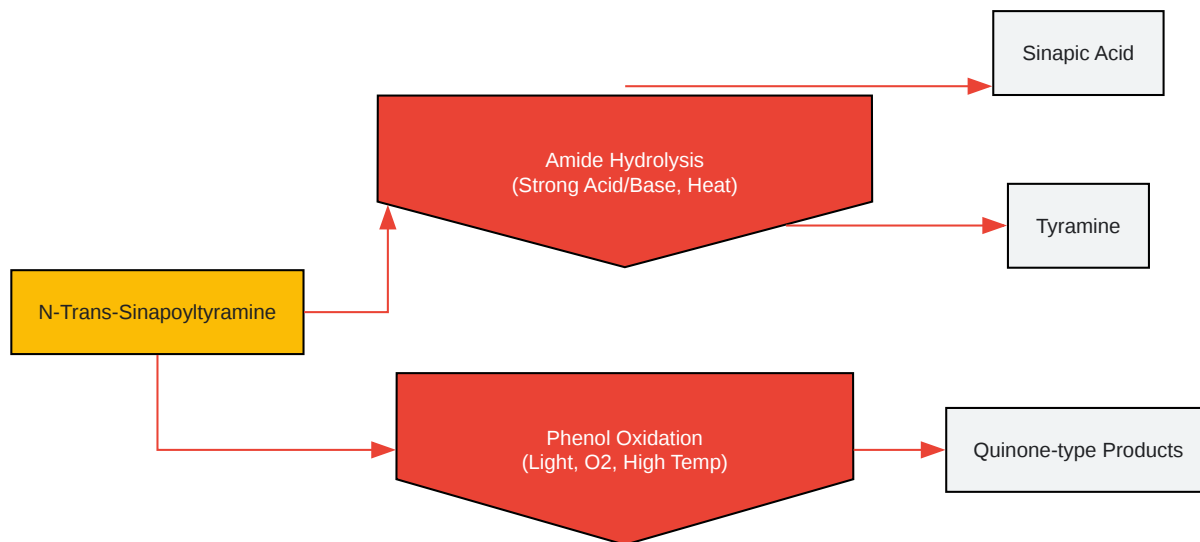 Sinapic Acid
Amide Hydrolysis
(Strong Acid/Base, Heat)
Tyramine
N-Trans-Sinapoyltyramine
Phenol Oxidation
(Light, O2, High Temp)
Quinone-type Products